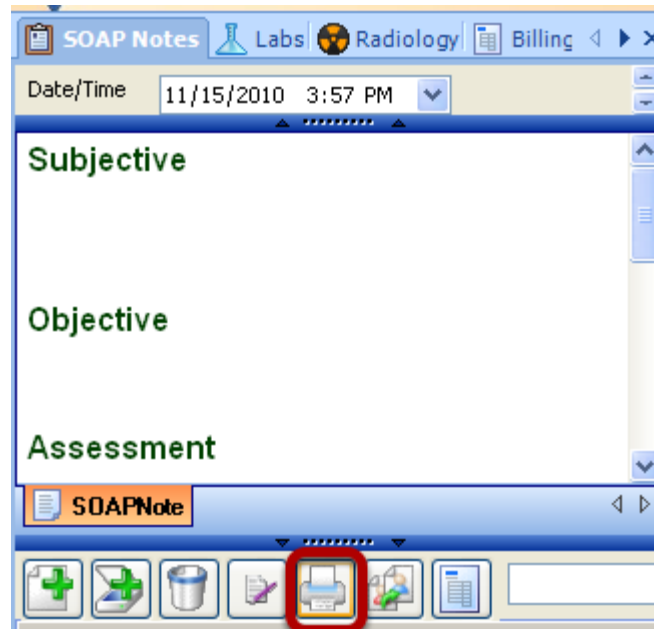 SOAP Notes Labs Radiology Billing
Date/Time 11/15/2010 3:57 PM
Subjective
Objective
Assessment
SOAPNote